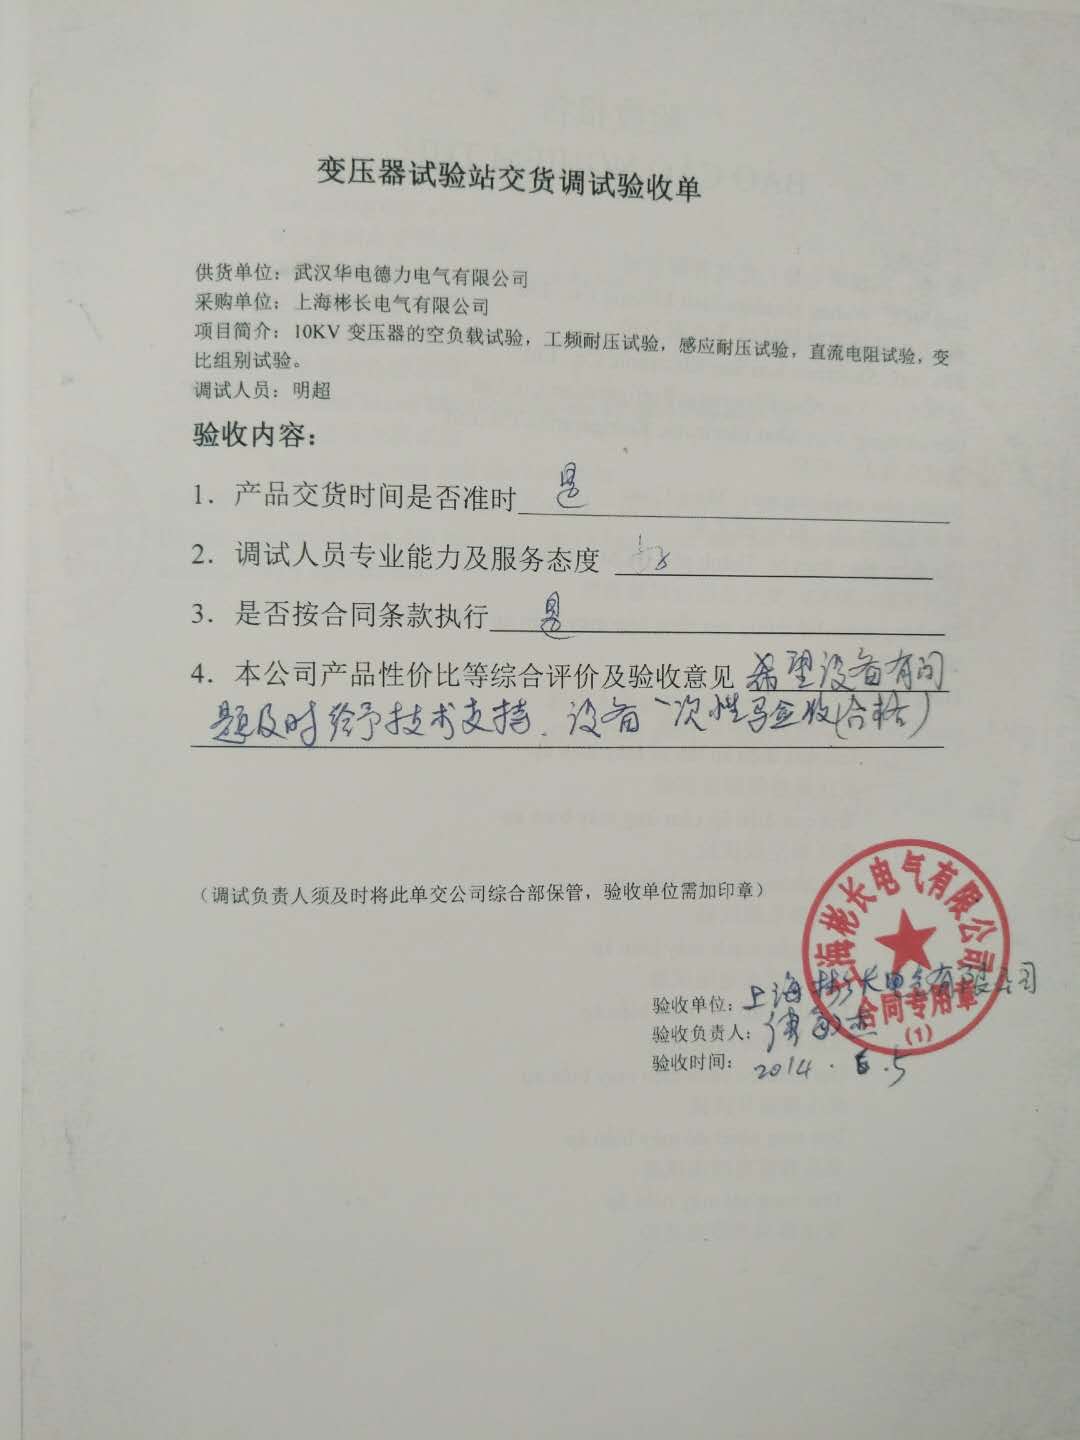 变压器试验站交货调试验收单
供货单位：武汉华电德力电气有限公司
采购单位：上海彬长电气有限公司
项目简介：10KV 变压器的空负载试验，工频耐压试验，感应耐压试验，直流电阻试验，变
比组别试验。
调试人员：明超
验收内容：
1．产品交货时间是否准时 是
2．调试人员专业能力及服务态度
3．是否按合同条款执行 是
4．本公司产品性价比等综合评价及验收意见 希望设备有问
题及时给予技术支持．设备一次性验收(合格)
（调试负责人须及时将此单交公司综合部保管，验收单位需加印章）
上海彬长电气有限公司
合同专用章
(1)
验收单位：上海彬长电气有限公司
验收负责人：
验收时间：2014．6.5